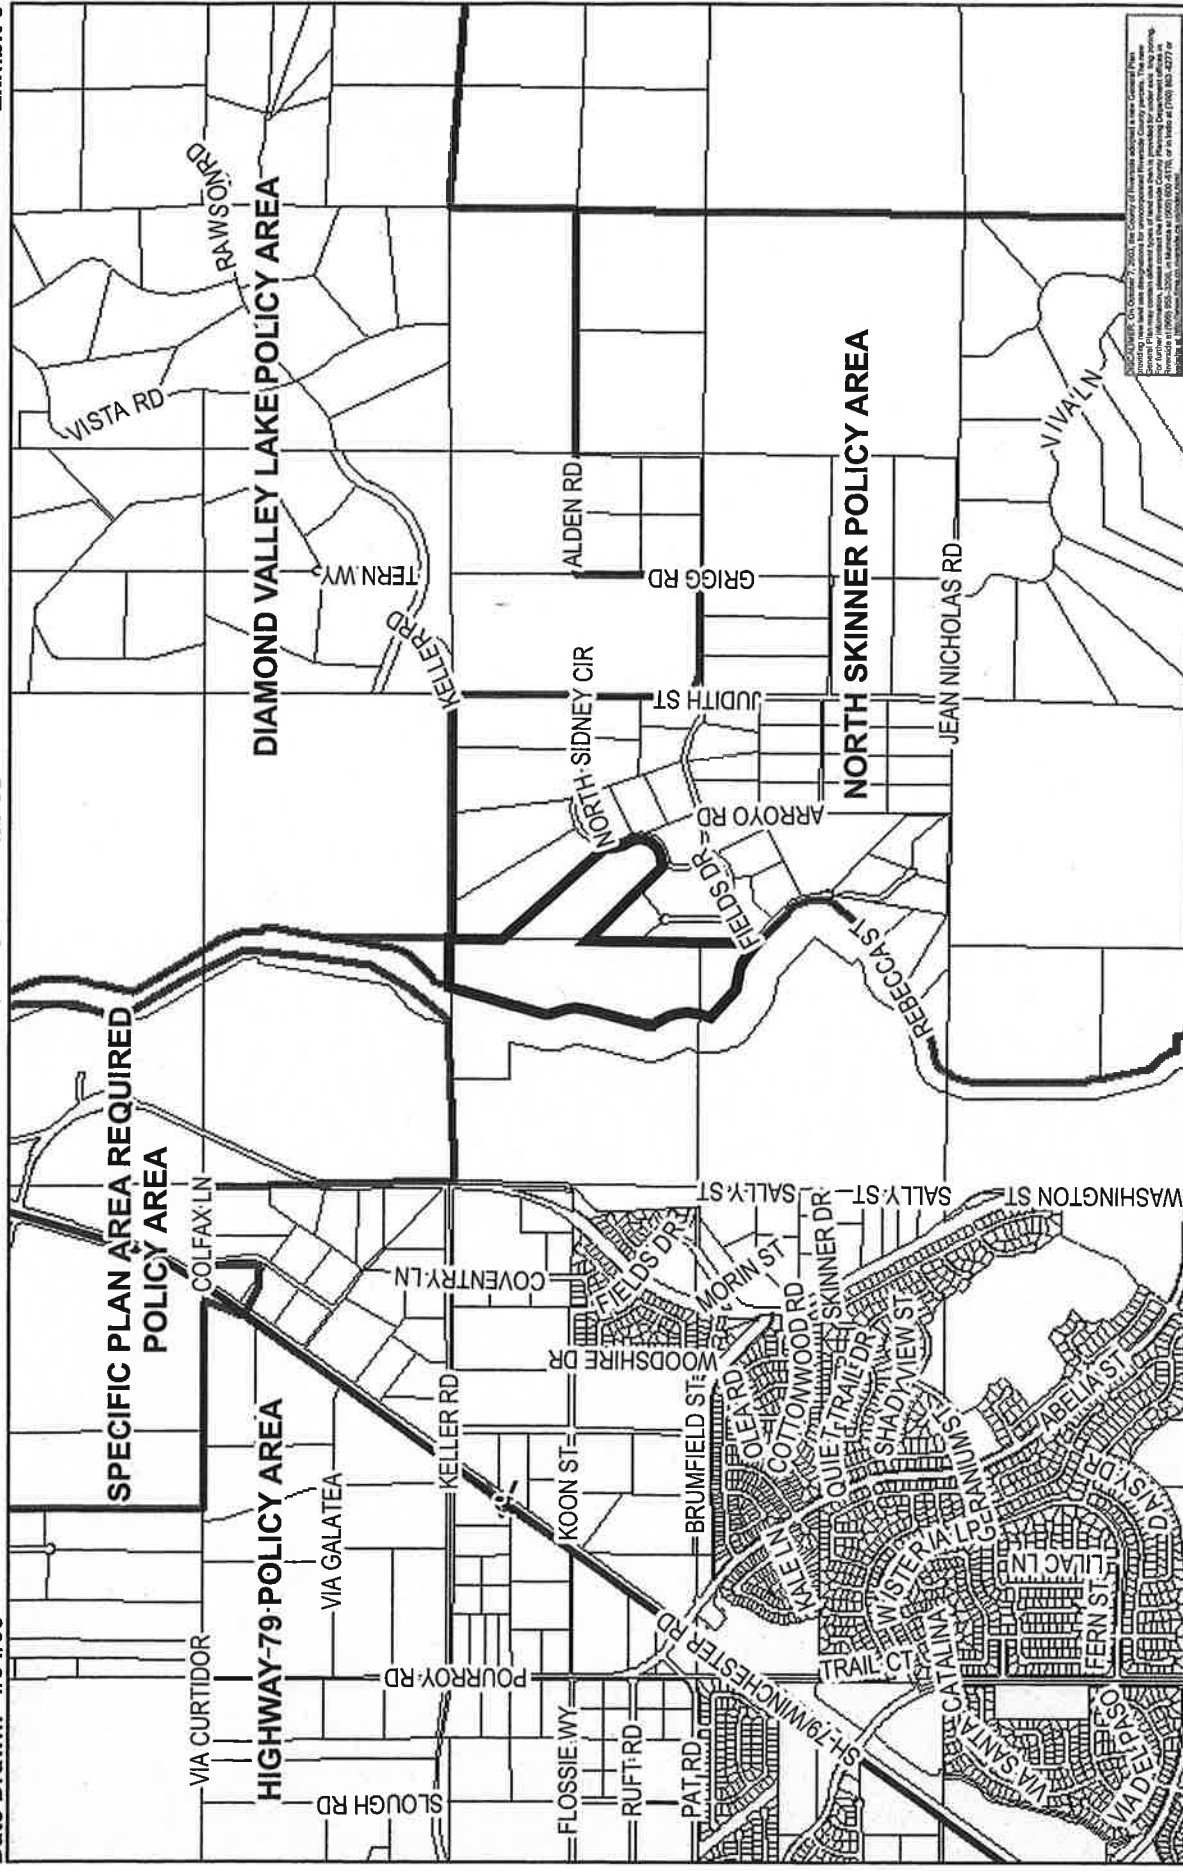 SPECIFIC PLAN AREA REQUIRED
POLICY AREA
DIAMOND VALLEY LAKE POLICY AREA
HIGHWAY 79 POLICY AREA
NORTH SKINNER POLICY AREA
RAWSON RD
VISTA RD
TERN WY
KELLER RD
COLFAX LN
VIA CURTIDOR
VIA GALATEA
KELLER RD
POURROY RD
SLOUGH RD
COVENTRY LN
ALDEN RD
GRIGG RD
NORTH SIDNEY CIR
JUDITH ST
ARROYO RD
FIELDS DR
REBECCA ST
JEAN NICHOLAS RD
VIVA LN
KOON ST
FLOSSIE WY
RUFT RD
PAT RD
SH-79/WINCHESTER RD
BRUMFIELD ST
WOODSHIRE DR
FIELDS DR
MORIN ST
SALLY ST
SALLY ST
SALLY ST
WASHINGTON ST
SKINNER DR
COTTONWOOD RD
OLEA RD
QUIET TRAIL DR
SHADY VIEW ST
KALE LN
WISTERIA LP
GERANIUM ST
ABELIA ST
DAISY DR
LILAC LN
FERN ST
TRAIL CT
VIA SANTA CATALINA
VIA DEL PASO